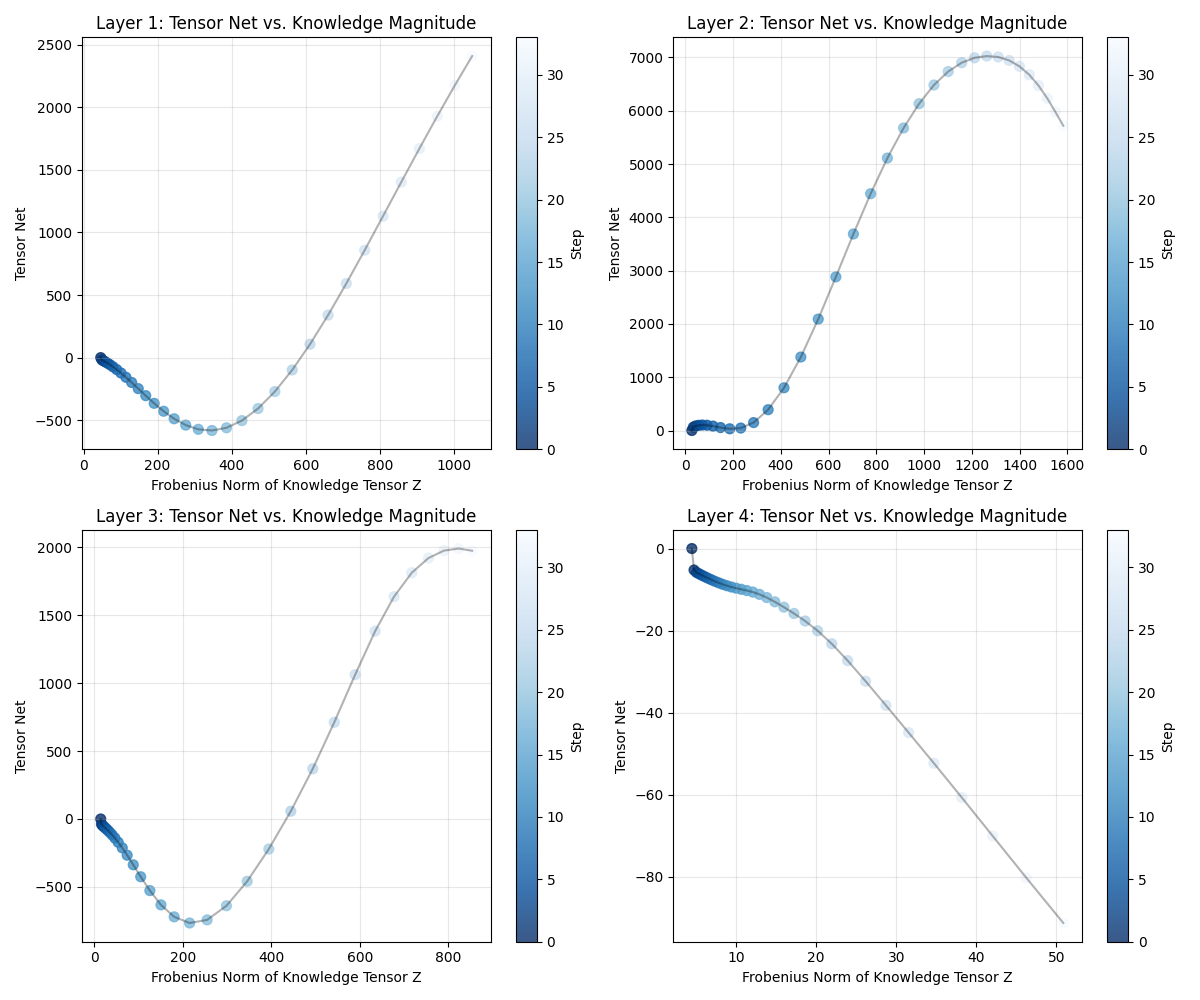 Layer 1: Tensor Net vs. Knowledge Magnitude
2500
2000
1500
1000
500
0
−500
Tensor Net
0 200 400 600 800 1000
Frobenius Norm of Knowledge Tensor Z
30
25
20
15
10
5
0
Step
Layer 2: Tensor Net vs. Knowledge Magnitude
7000
6000
5000
4000
3000
2000
1000
0
Tensor Net
0 200 400 600 800 1000 1200 1400 1600
Frobenius Norm of Knowledge Tensor Z
30
25
20
15
10
5
0
Step
Layer 3: Tensor Net vs. Knowledge Magnitude
2000
1500
1000
500
0
−500
Tensor Net
0 200 400 600 800
Frobenius Norm of Knowledge Tensor Z
30
25
20
15
10
5
0
Step
Layer 4: Tensor Net vs. Knowledge Magnitude
0
−20
−40
−60
−80
Tensor Net
10 20 30 40 50
Frobenius Norm of Knowledge Tensor Z
30
25
20
15
10
5
0
Step